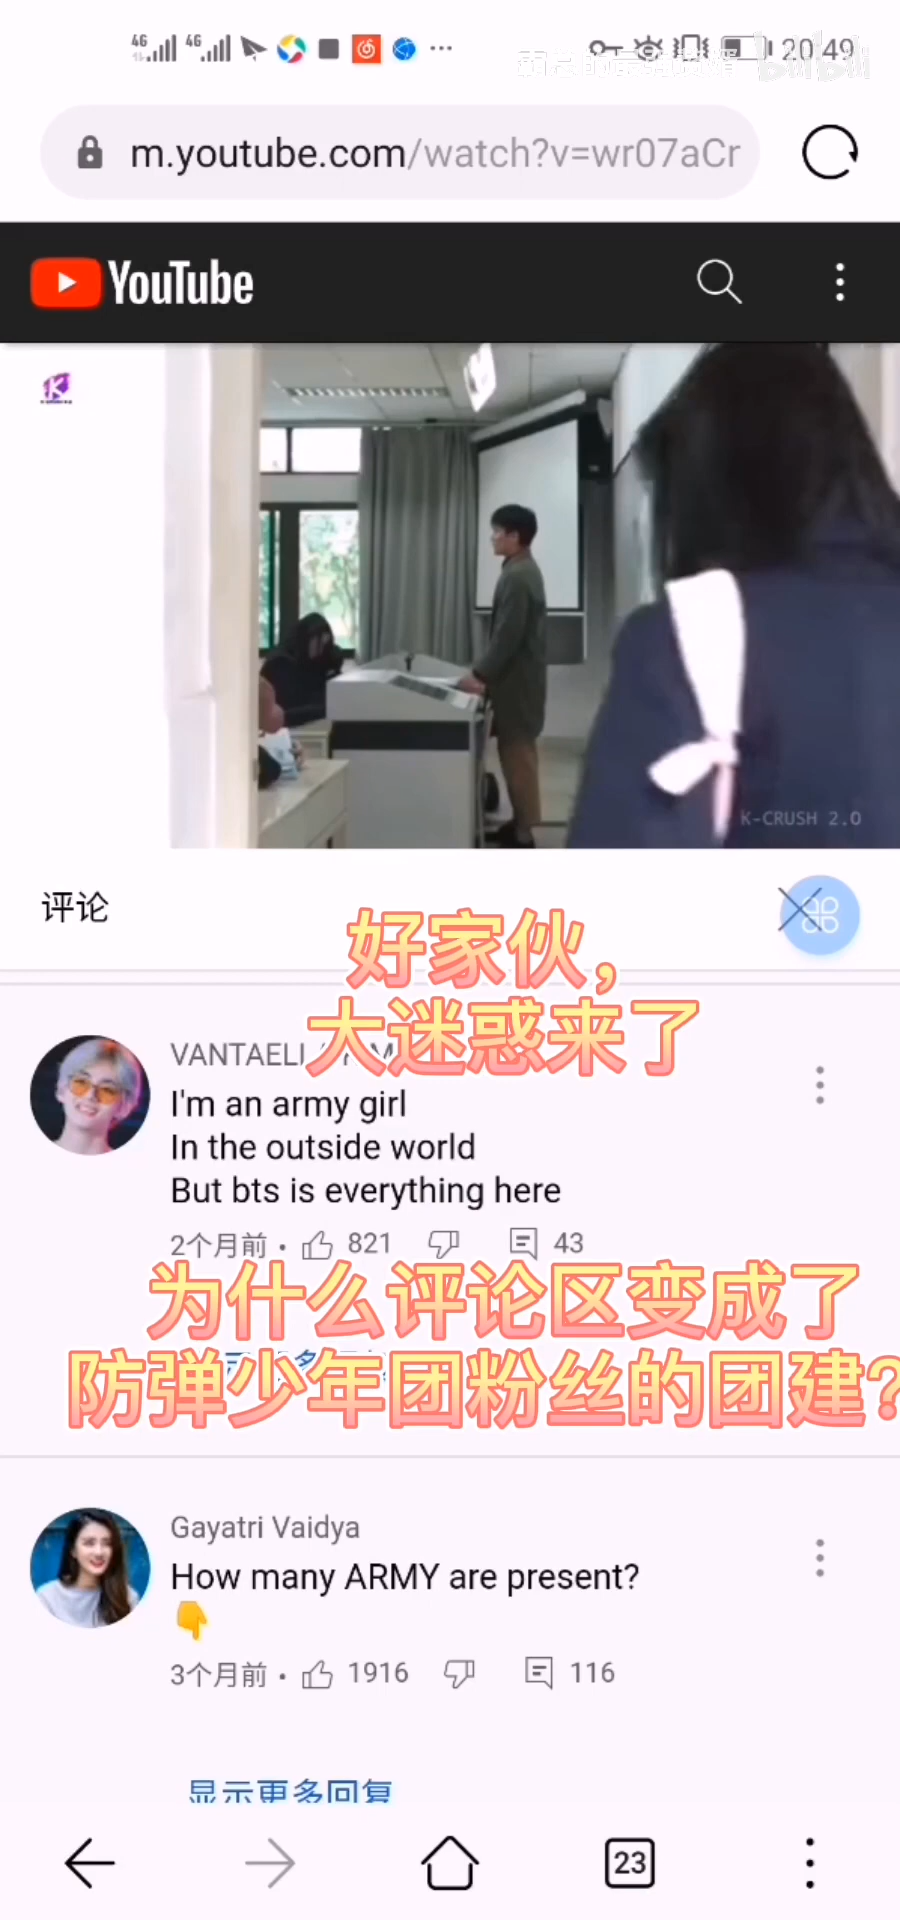 4G 4G 20:49
bilibili
m.youtube.com/watch?v=wr07aCr
YouTube
K
K-CRUSH 2.0
评论
好家伙，
大迷惑来了
I'm an army girl
In the outside world
But bts is everything here
2个月前 · 821 43
为什么评论区变成了
防弹少年团粉丝的团建？
Gayatri Vaidya
How many ARMY are present?
👇
3个月前 · 1916 116
显示更多回复
23